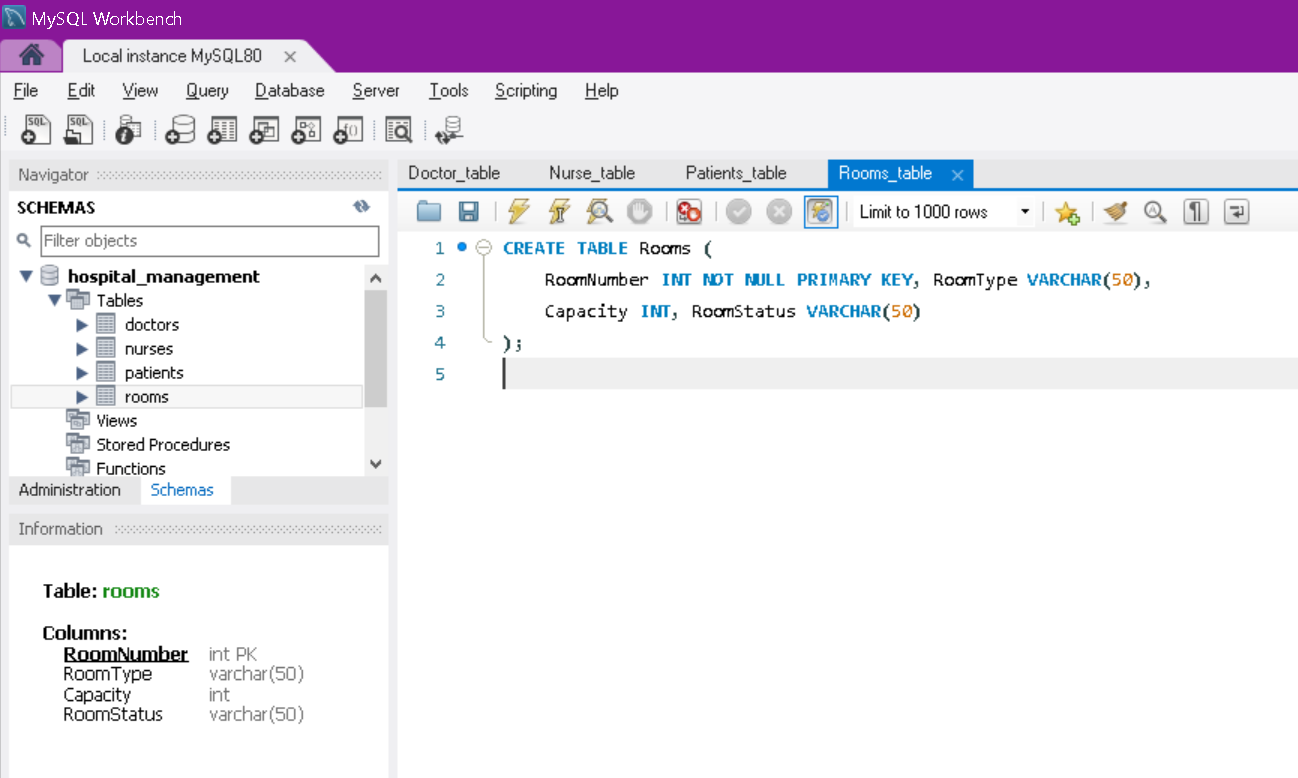 MySQL Workbench
Local instance MySQL80
File Edit View Query Database Server Tools Scripting Help
SQL SQL
Navigator
SCHEMAS
Filter objects
hospital_management
Tables
doctors
nurses
patients
rooms
Views
Stored Procedures
Functions
Administration Schemas
Information
Table: rooms
Columns:
RoomNumber int PK
RoomType varchar(50)
Capacity int
RoomStatus varchar(50)
Doctor_table Nurse_table Patients_table Rooms_table
Limit to 1000 rows
1 CREATE TABLE Rooms (
2 RoomNumber INT NOT NULL PRIMARY KEY, RoomType VARCHAR(50),
3 Capacity INT, RoomStatus VARCHAR(50)
4 );
5